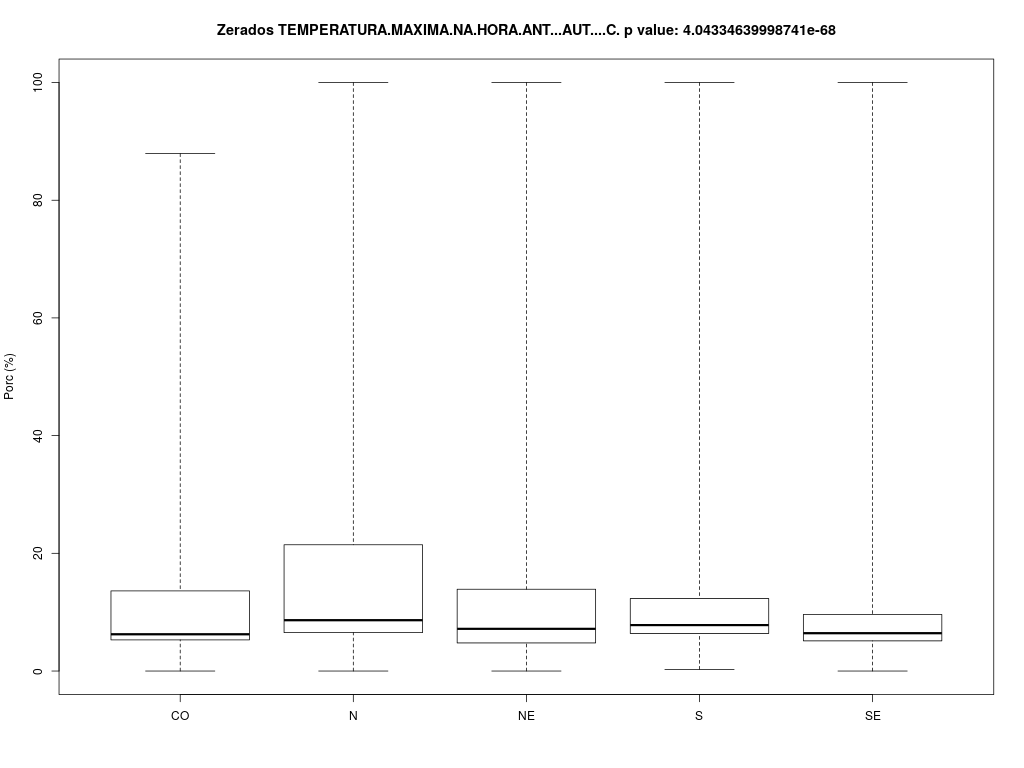 Zerados TEMPERATURA.MAXIMA.NA.HORA.ANT...AUT....C. p value: 4.04334639998741e-68
100
80
60
40
20
0
Porc (%)
CO N NE S SE